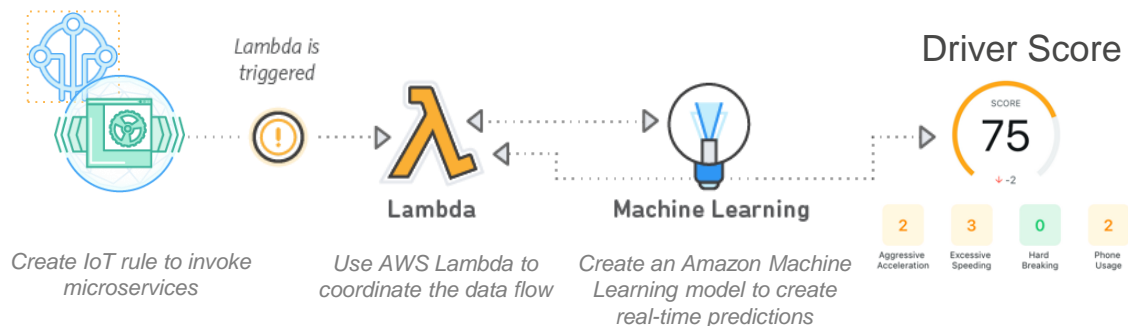 Lambda is
triggered
Driver Score
SCORE
75
-2
Lambda
Machine Learning
2
3
0
2
Aggressive
Acceleration
Excessive
Speeding
Hard
Breaking
Phone
Usage
Create IoT rule to invoke
microservices
Use AWS Lambda to
coordinate the data flow
Create an Amazon Machine
Learning model to create
real-time predictions